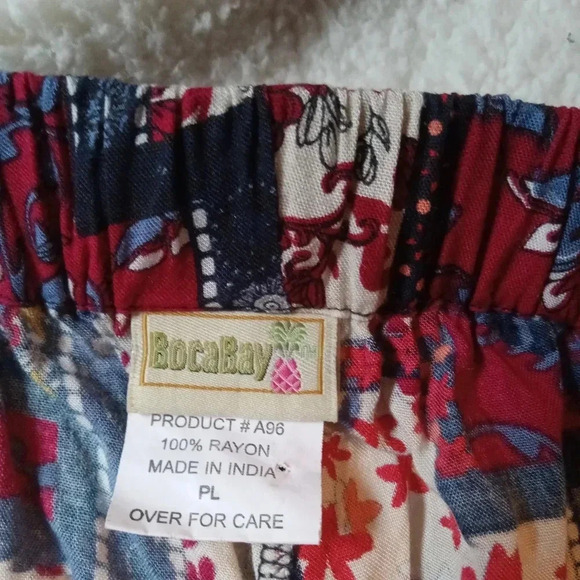 BocaBay
PRODUCT # A96
100% RAYON
MADE IN INDIA
PL
OVER FOR CARE